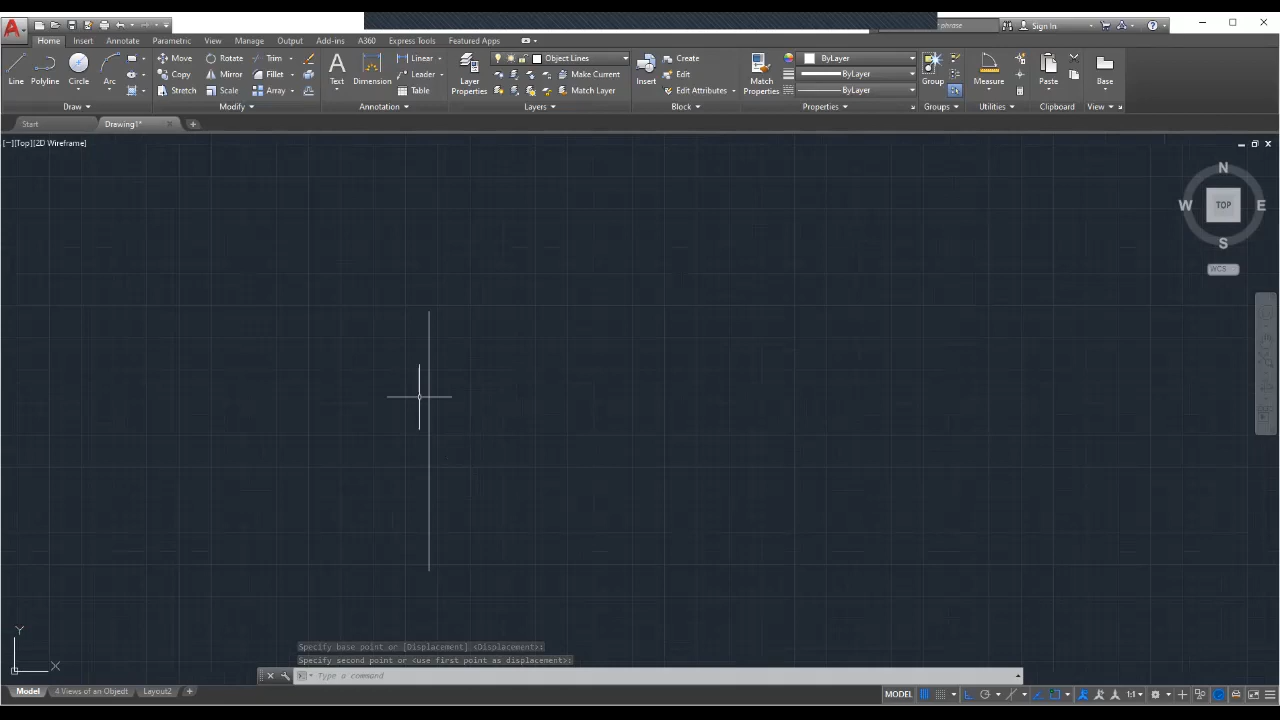 phrase
Sign In
Home Insert Annotate Parametric View Manage Output Add-ins A360 Express Tools Featured Apps
Line Polyline Circle Arc
Move Rotate Trim
Copy Mirror Fillet
Stretch Scale Array
Text Dimension
Linear
Leader
Table
Layer Properties
Object Lines
Make Current
Match Layer
Insert
Create
Edit
Edit Attributes
Match Properties
ByLayer
ByLayer
ByLayer
Group
Measure
Paste
Base
Draw Modify Annotation Layers Block Properties Groups Utilities Clipboard View
Start Drawing1*
[−][Top][2D Wireframe]
N
W TOP E
S
WCS
Y
X
Specify base point or [Displacement] <Displacement>:
Specify second point or <use first point as displacement>:
Type a command
Model 4 Views of an Objedt Layout2
MODEL 1:1